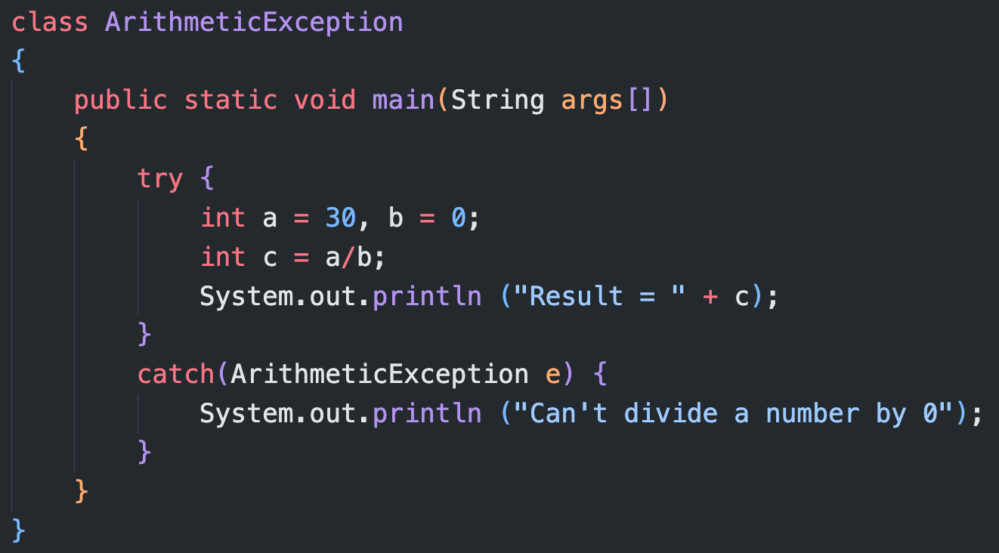 class ArithmeticException
{
    public static void main(String args[])
    {
        try {
            int a = 30, b = 0;
            int c = a/b;
            System.out.println ("Result = " + c);
        }
        catch(ArithmeticException e) {
            System.out.println ("Can't divide a number by 0");
        }
    }
}